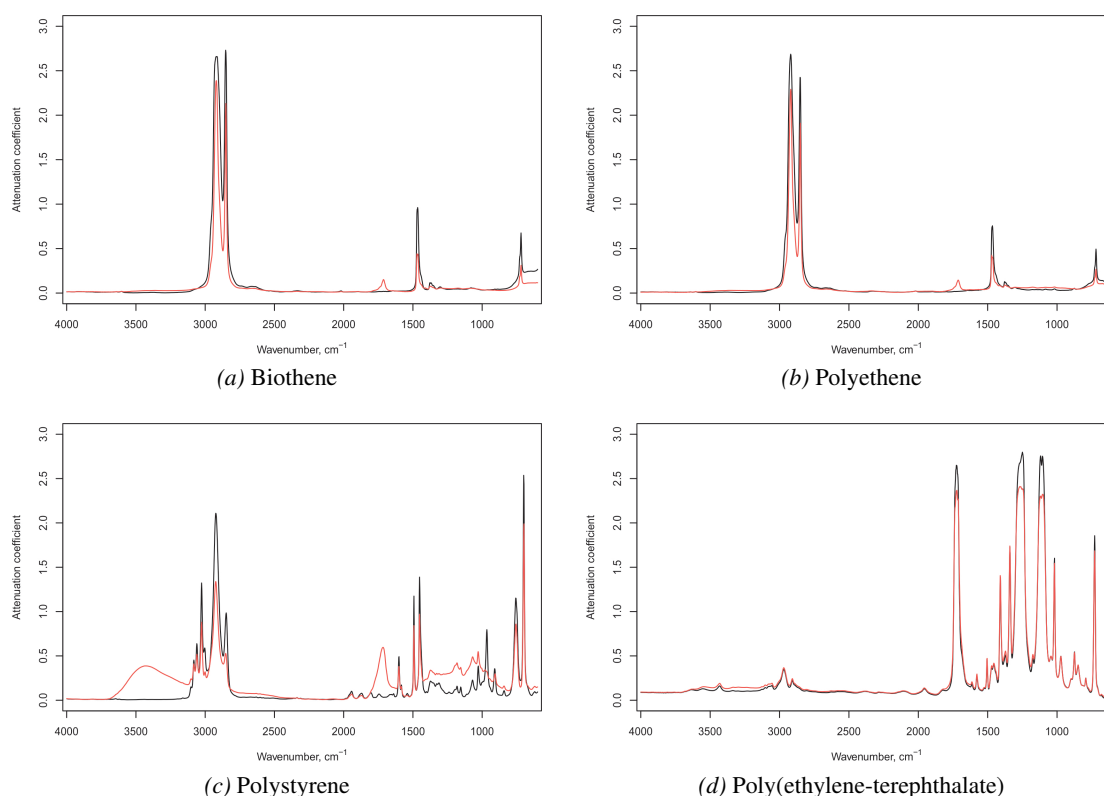 3.0
2.5
2.0
1.5
1.0
0.5
0.0
Attenuation coefficient
4000 3000 2500 2000 1500 1000
Wavenumber, cm−1
(a) Biothene
3.0
2.5
2.0
1.5
1.0
0.5
0.0
Attenuation coefficient
4000 3000 2500 2000 1500 1000
Wavenumber, cm−1
(b) Polyethene
3.0
2.5
2.0
1.5
1.0
0.5
0.0
Attenuation coefficient
4000 3000 2500 2000 1500 1000
Wavenumber, cm−1
(c) Polystyrene
3.0
2.5
2.0
1.5
1.0
0.5
0.0
Attenuation coefficient
4000 3000 2500 2000 1500 1000
Wavenumber, cm−1
(d) Poly(ethylene-terephthalate)